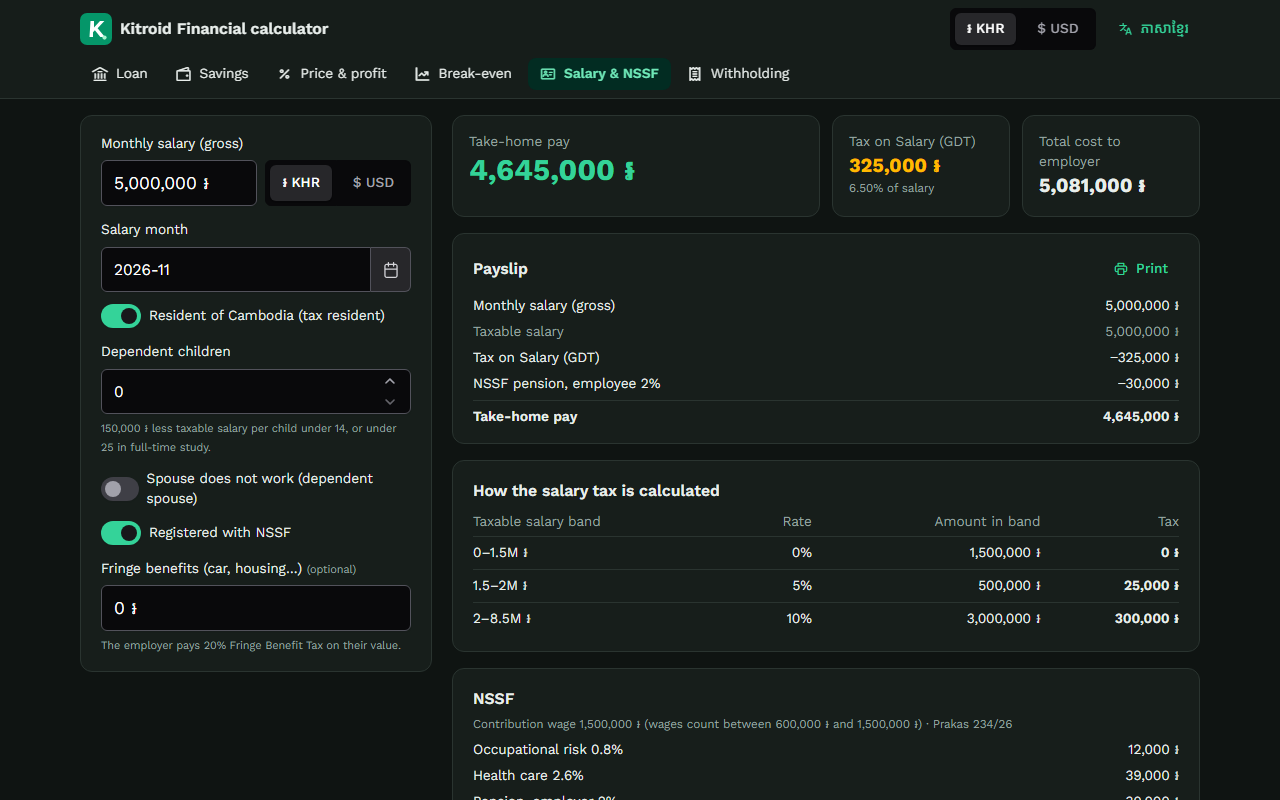 Kitroid Financial calculator
៛ KHR
$ USD
ភាសាខ្មែរ
Loan
Savings
Price & profit
Break-even
Salary & NSSF
Withholding
Monthly salary (gross)
5,000,000 ៛
៛ KHR
$ USD
Salary month
2026-11
Resident of Cambodia (tax resident)
Dependent children
0
150,000 ៛ less taxable salary per child under 14, or under
25 in full-time study.
Spouse does not work (dependent
spouse)
Registered with NSSF
Fringe benefits (car, housing...) (optional)
0 ៛
The employer pays 20% Fringe Benefit Tax on their value.
Take-home pay
4,645,000 ៛
Tax on Salary (GDT)
325,000 ៛
6.50% of salary
Total cost to
employer
5,081,000 ៛
Payslip
Print
Monthly salary (gross) 5,000,000 ៛
Taxable salary 5,000,000 ៛
Tax on Salary (GDT) −325,000 ៛
NSSF pension, employee 2% −30,000 ៛
Take-home pay 4,645,000 ៛
How the salary tax is calculated
Taxable salary band Rate Amount in band Tax
0–1.5M ៛ 0% 1,500,000 ៛ 0 ៛
1.5–2M ៛ 5% 500,000 ៛ 25,000 ៛
2–8.5M ៛ 10% 3,000,000 ៛ 300,000 ៛
NSSF
Contribution wage 1,500,000 ៛ (wages count between 600,000 ៛ and 1,500,000 ៛) · Prakas 234/26
Occupational risk 0.8% 12,000 ៛
Health care 2.6% 39,000 ៛
Pension, employer 2% 30,000 ៛